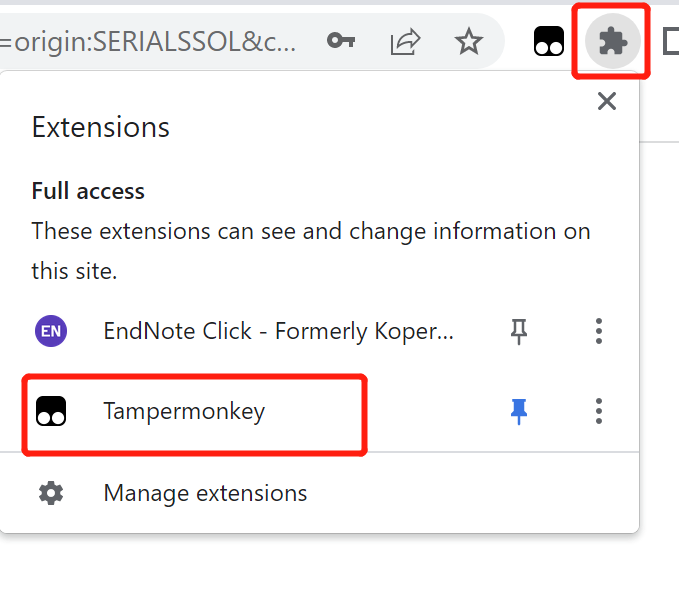 =origin:SERIALSSOL&c...
Extensions
Full access
These extensions can see and change information on
this site.
EN EndNote Click - Formerly Koper...
Tampermonkey
Manage extensions